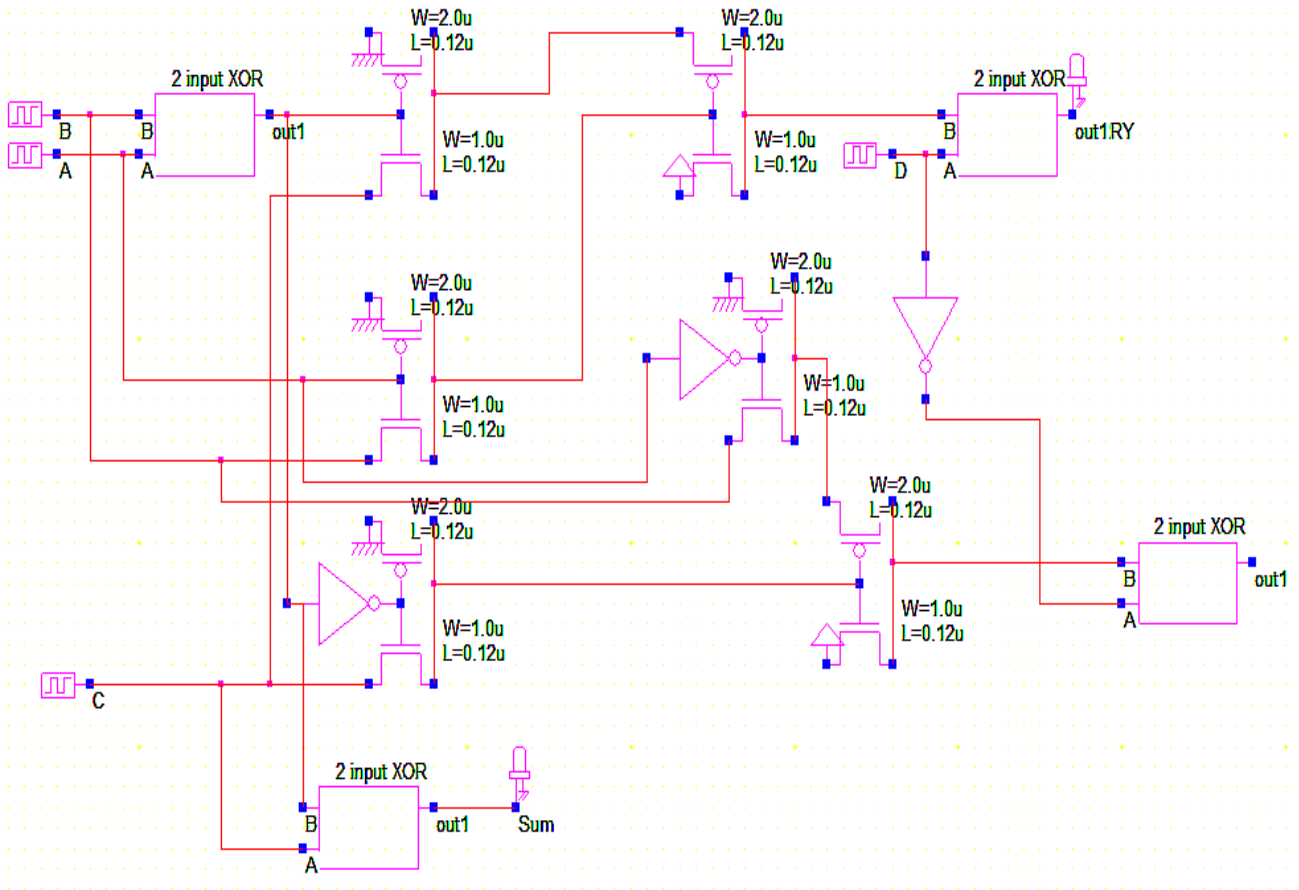 W=2.0u
L=0.12u
W=2.0u
L=0.12u
2 input XOR
2 input XOR
B
B
out1
W=1.0u
L=0.12u
W=1.0u
L=0.12u
B
out1RY
A
A
D
A
W=2.0u
L=0.12u
W=2.0u
L=0.12u
W=1.0u
L=0.12u
W=1.0u
L=0.12u
W=2.0u
L=0.12u
W=2.0u
L=0.12u
2 input XOR
B
out1
A
W=1.0u
L=0.12u
W=1.0u
L=0.12u
C
2 input XOR
B
out1
Sum
A